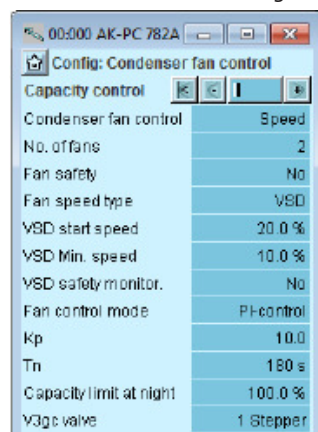 00:000 AK-PC 782A
Config: Condenser fan control
Capacity control
Condenser fan control Speed
No. of fans 2
Fan safety No
Fan speed type VSD
VSD start speed 20.0 %
VSD Min. speed 10.0 %
VSD safety monitor. No
Fan control mode PI-control
Kp 10.0
Tn 180 s
Capacity limit at night 100.0 %
V3gc valve 1 Stepper